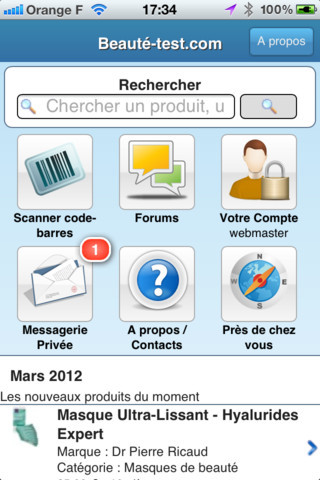 Orange F 17:34 100%
Beauté-test.com
A propos
Rechercher
Chercher un produit, u
Scanner code-
barres
Forums
Votre Compte
webmaster
1
Messagerie
Privée
A propos /
Contacts
N
W
E
S
Près de chez
vous
Mars 2012
Les nouveaux produits du moment
Masque Ultra-Lissant - Hyalurides
Expert
Marque : Dr Pierre Ricaud
Catégorie : Masques de beauté